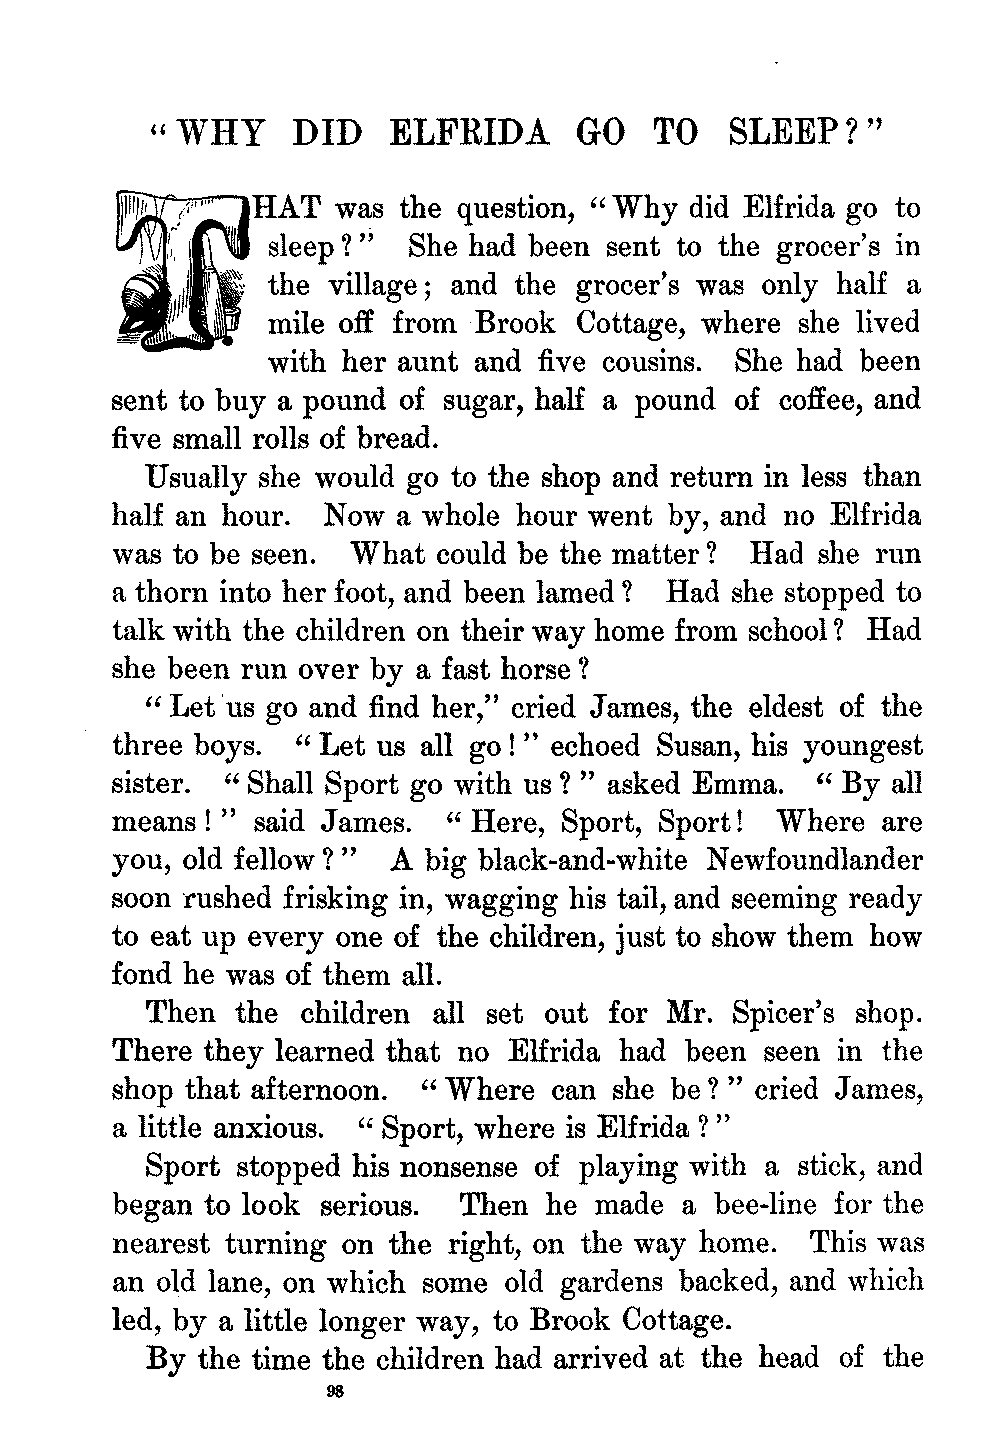 "WHY DID ELFRIDA GO TO SLEEP?"
THAT was the question, "Why did Elfrida go to
sleep?" She had been sent to the grocer's in
the village; and the grocer's was only half a
mile off from Brook Cottage, where she lived
with her aunt and five cousins. She had been
sent to buy a pound of sugar, half a pound of coffee, and
five small rolls of bread.
Usually she would go to the shop and return in less than
half an hour. Now a whole hour went by, and no Elfrida
was to be seen. What could be the matter? Had she run
a thorn into her foot, and been lamed? Had she stopped to
talk with the children on their way home from school? Had
she been run over by a fast horse?
"Let us go and find her," cried James, the eldest of the
three boys. "Let us all go!" echoed Susan, his youngest
sister. "Shall Sport go with us?" asked Emma. "By all
means!" said James. "Here, Sport, Sport! Where are
you, old fellow?" A big black-and-white Newfoundlander
soon rushed frisking in, wagging his tail, and seeming ready
to eat up every one of the children, just to show them how
fond he was of them all.
Then the children all set out for Mr. Spicer's shop.
There they learned that no Elfrida had been seen in the
shop that afternoon. "Where can she be?" cried James,
a little anxious. "Sport, where is Elfrida?"
Sport stopped his nonsense of playing with a stick, and
began to look serious. Then he made a bee-line for the
nearest turning on the right, on the way home. This was
an old lane, on which some old gardens backed, and which
led, by a little longer way, to Brook Cottage.
By the time the children had arrived at the head of the
98